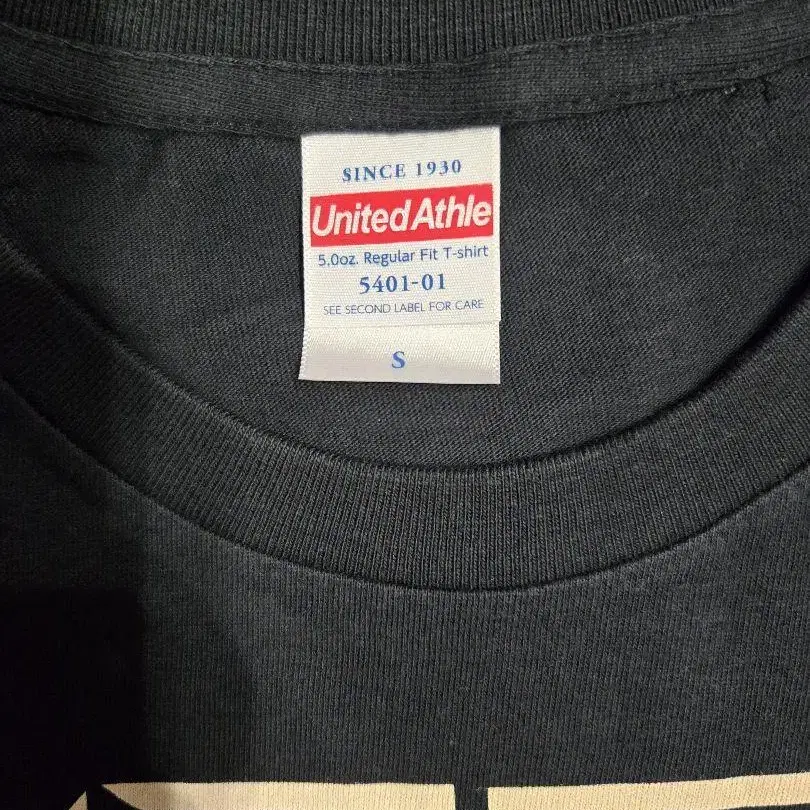 SINCE 1930
United Athle
5.0oz. Regular Fit T-shirt
5401-01
SEE SECOND LABEL FOR CARE
S